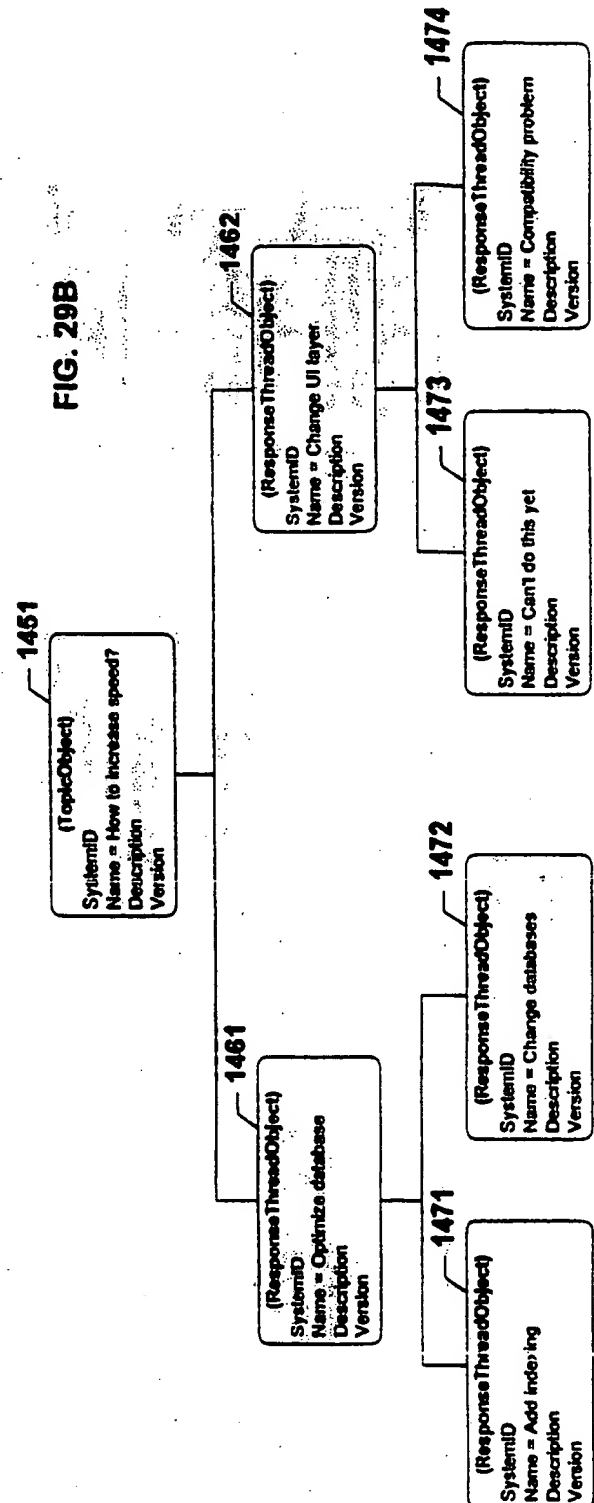 FIG. 29B
1451
(TopicObject)
SystemID
Name = How to increase speed?
Description
Version
1461
(ResponseThreadObject)
SystemID
Name = Optimize database
Description
Version
1462
(ResponseThreadObject)
SystemID
Name = Change UI layer
Description
Version
1471
(ResponseThreadObject)
SystemID
Name = Add indexing
Description
Version
1472
(ResponseThreadObject)
SystemID
Name = Change databases
Description
Version
1473
(ResponseThreadObject)
SystemID
Name = Can't do this yet
Description
Version
1474
(ResponseThreadObject)
SystemID
Name = Compatibility problem
Description
Version